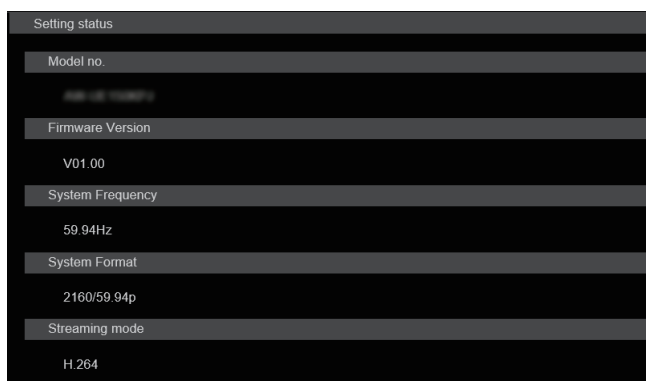 Setting status
Model no.
Firmware Version
V01.00
System Frequency
59.94Hz
System Format
2160/59.94p
Streaming mode
H.264